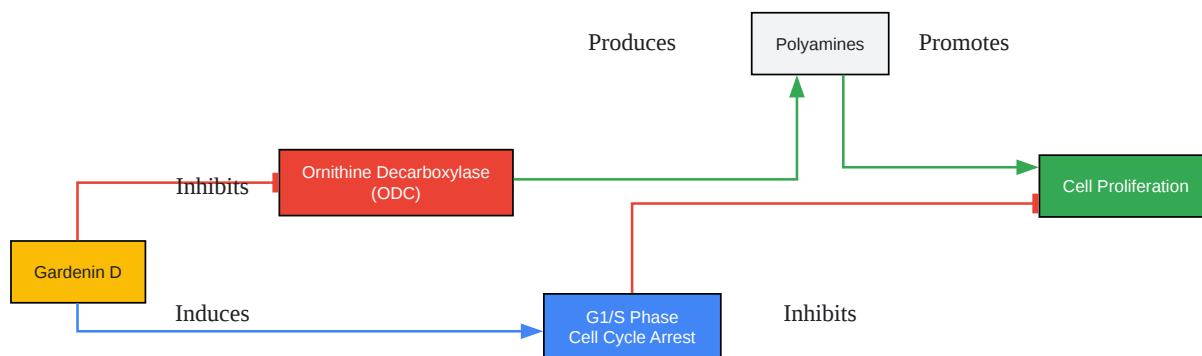 Produces
Polyamines
Promotes
Inhibits
Ornithine Decarboxylase
(ODC)
Cell Proliferation
Gardenin D
Induces
G1/S Phase
Cell Cycle Arrest
Inhibits